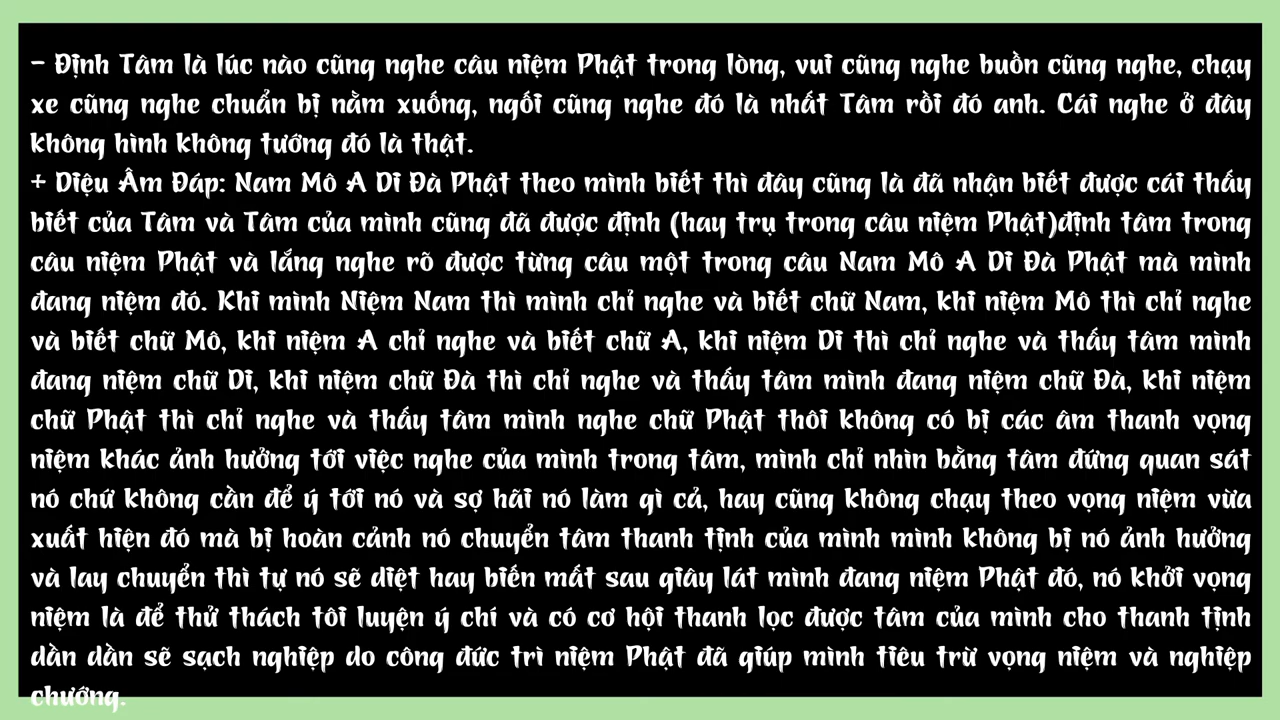 – Định Tâm là lúc nào cũng nghe câu niệm Phật trong lòng, vui cũng nghe buồn cũng nghe, chạy
xe cũng nghe chuẩn bị nằm xuống, ngối cũng nghe đó là nhất Tâm rồi đó anh. Cái nghe ở đây
không hình không tướng đó là thật.
+ Diệu Âm Đáp: Nam Mô A Di Đà Phật theo mình biết thì đây cũng là đã nhận biết được cái thấy
biết của Tâm và Tâm của mình cũng đã được định (hay trụ trong câu niệm Phật)định tâm trong
câu niệm Phật và lắng nghe rõ được từng câu một trong câu Nam Mô A Di Đà Phật mà mình
đang niệm đó. Khi mình Niệm Nam thì mình chỉ nghe và biết chữ Nam, khi niệm Mô thì chỉ nghe
và biết chữ Mô, khi niệm A chỉ nghe và biết chữ A, khi niệm Di thì chỉ nghe và thấy tâm mình
đang niệm chữ Di, khi niệm chữ Đà thì chỉ nghe và thấy tâm mình đang niệm chữ Đà, khi niệm
chữ Phật thì chỉ nghe và thấy tâm mình nghe chữ Phật thôi không có bị các âm thanh vọng
niệm khác ảnh hưởng tới việc nghe của mình trong tâm, mình chỉ nhìn bằng tâm đứng quan sát
nó chứ không cần để ý tới nó và sợ hãi nó làm gì cả, hay cũng không chạy theo vọng niệm vừa
xuất hiện đó mà bị hoàn cảnh nó chuyển tâm thanh tịnh của mình mình không bị nó ảnh hưởng
và lay chuyển thì tự nó sẽ diệt hay biến mất sau giây lát mình đang niệm Phật đó, nó khởi vọng
niệm là để thử thách tôi luyện ý chí và có cơ hội thanh lọc được tâm của mình cho thanh tịnh
dần dần sẽ sạch nghiệp do công đức trì niệm Phật đã giúp mình tiêu trừ vọng niệm và nghiệp
chướng.